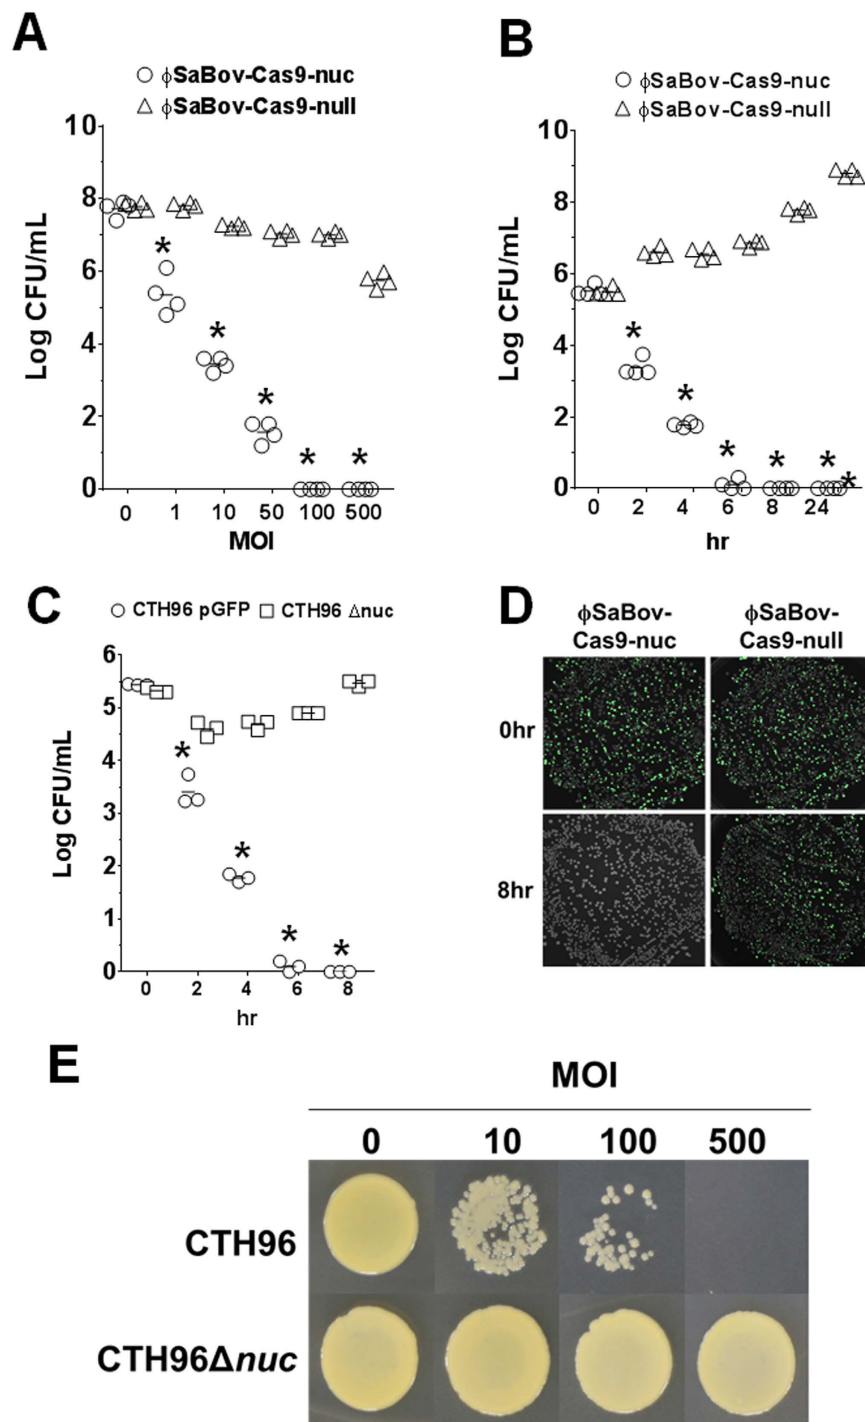 A
ϕSaBov-Cas9-nuc
ϕSaBov-Cas9-null
10
8
6
4
2
0
Log CFU/mL
* * * * *
0 1 10 50 100 500
MOI
B
ϕSaBov-Cas9-nuc
ϕSaBov-Cas9-null
10
8
6
4
2
0
Log CFU/mL
* * * * * *
0 2 4 6 8 24
hr
C
CTH96 pGFP CTH96 Δnuc
6
5
4
3
2
1
0
Log CFU/mL
* * * *
0 2 4 6 8
hr
D
ϕSaBov-
Cas9-nuc
ϕSaBov-
Cas9-null
0hr
8hr
E
MOI
0 10 100 500
CTH96
CTH96Δnuc